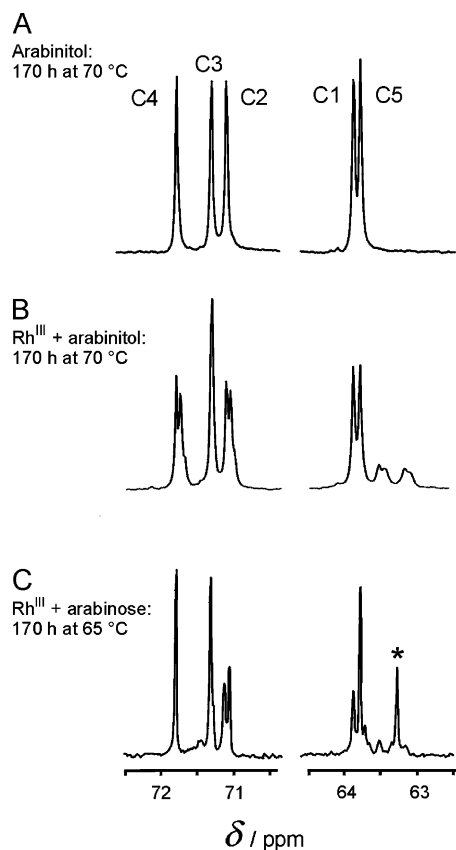 A
Arabinitol:
170 h at 70 °C
C4
C3
C2
C1
C5
B
Rh^III + arabinitol:
170 h at 70 °C
C
Rh^III + arabinose:
170 h at 65 °C
*
72 71 64 63
δ / ppm